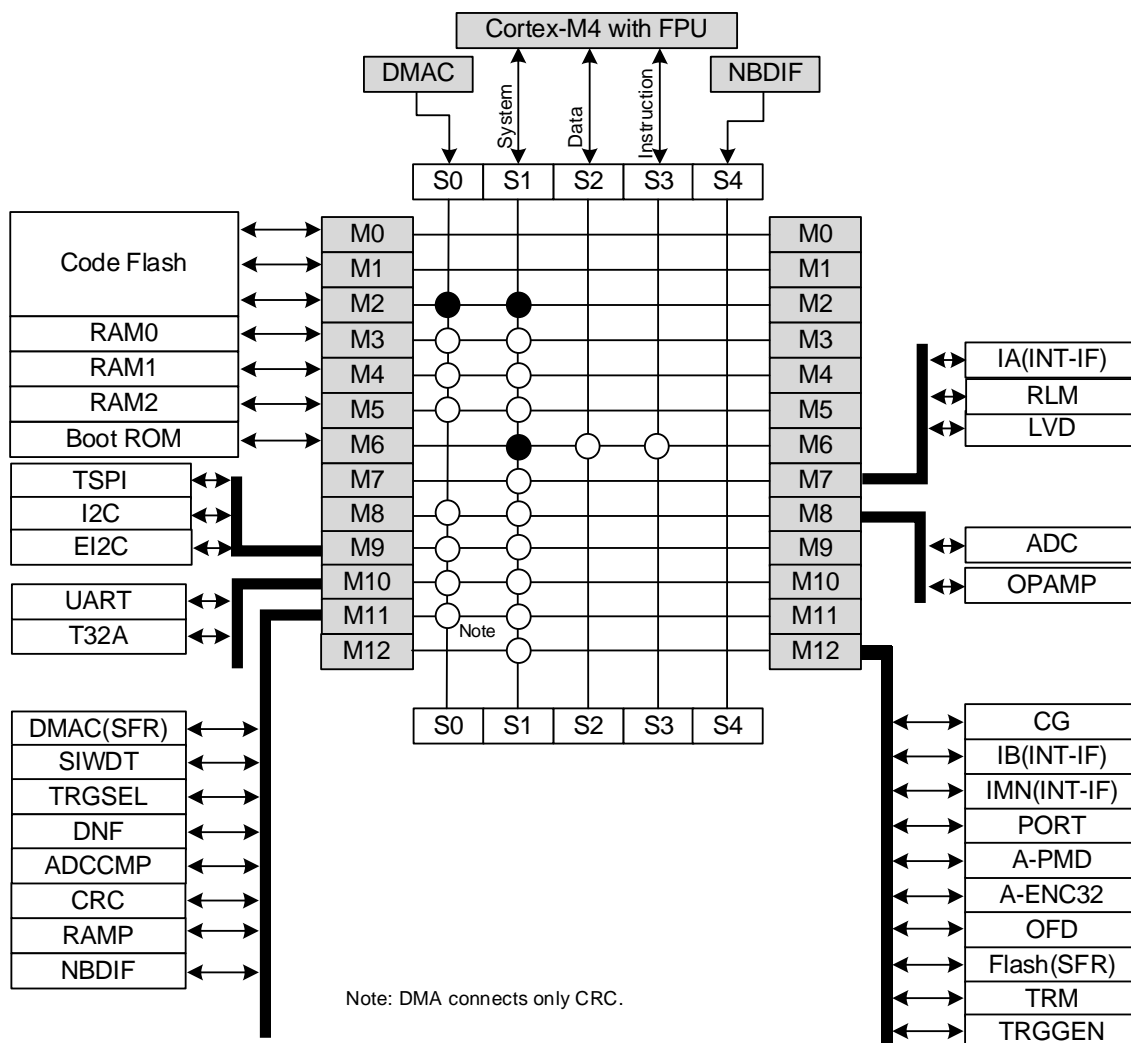 Cortex-M4 with FPU
DMAC
NBDIF
System
Data
Instruction
S0
S1
S2
S3
S4
Code Flash
RAM0
RAM1
RAM2
Boot ROM
TSPI
I2C
EI2C
UART
T32A
M0
M1
M2
M3
M4
M5
M6
M7
M8
M9
M10
M11
M12
Note
M0
M1
M2
M3
M4
M5
M6
M7
M8
M9
M10
M11
M12
IA(INT-IF)
RLM
LVD
ADC
OPAMP
S0
S1
S2
S3
S4
DMAC(SFR)
SIWDT
TRGSEL
DNF
ADCCMP
CRC
RAMP
NBDIF
CG
IB(INT-IF)
IMN(INT-IF)
PORT
A-PMD
A-ENC32
OFD
Flash(SFR)
TRM
TRGGEN
Note: DMA connects only CRC.